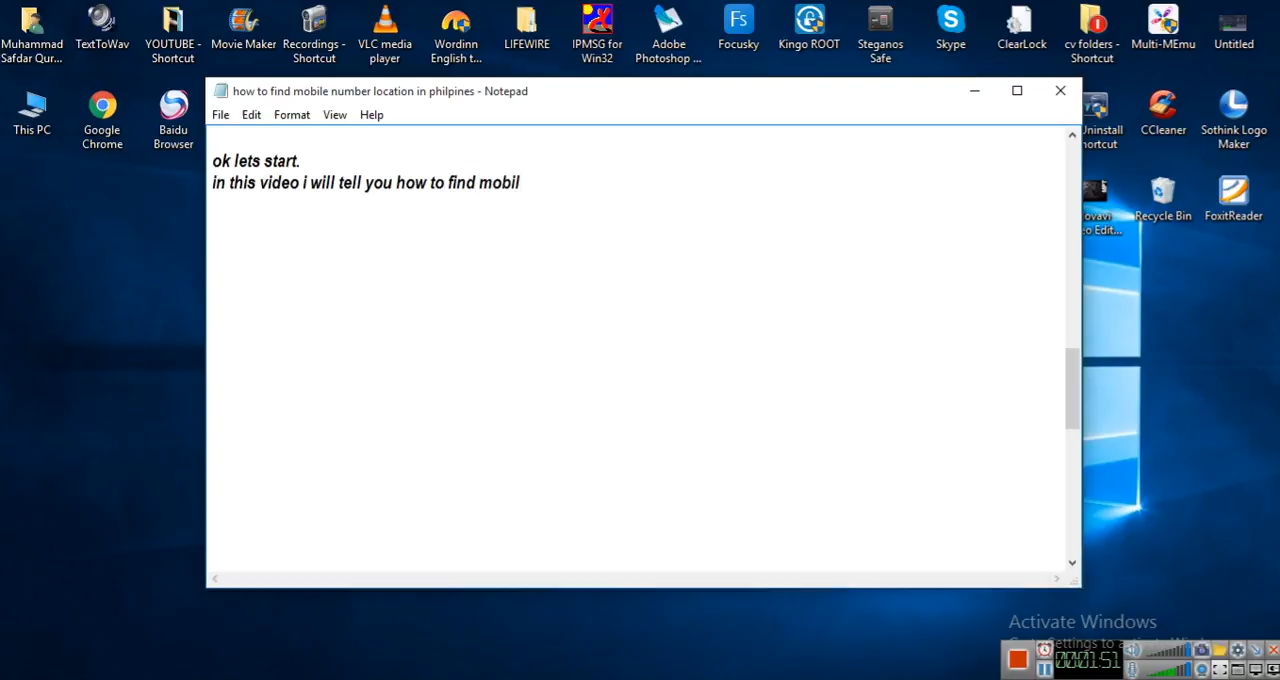 Muhammad Safdar Qur...
TextToWav
YOUTUBE - Shortcut
Movie Maker
Recordings - Shortcut
VLC media player
Wordinn English t...
LIFEWIRE
IPMSG for Win32
Adobe Photoshop ...
Focusky
Kingo ROOT
Steganos Safe
Skype
ClearLock
cv folders - Shortcut
Multi-MEmu
Untitled
This PC
Google Chrome
Baidu Browser
how to find mobile number location in philpines - Notepad
File Edit Format View Help
ok lets start.
in this video i will tell you how to find mobil
CCleaner
Sothink Logo Maker
Recycle Bin
FoxitReader
Activate Windows